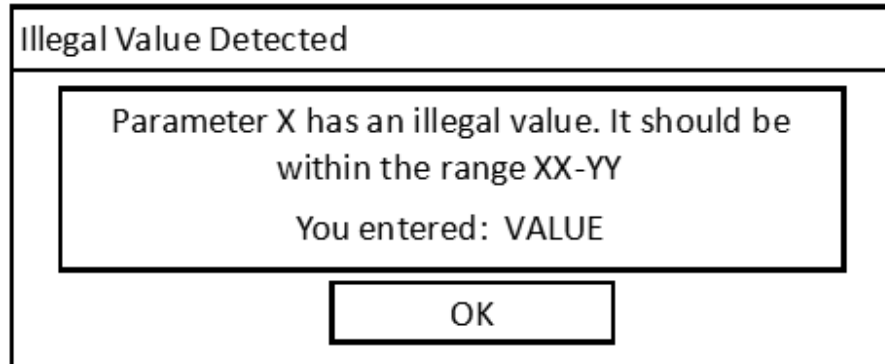 Illegal Value Detected
Parameter X has an illegal value. It should be
within the range XX-YY
You entered: VALUE
OK